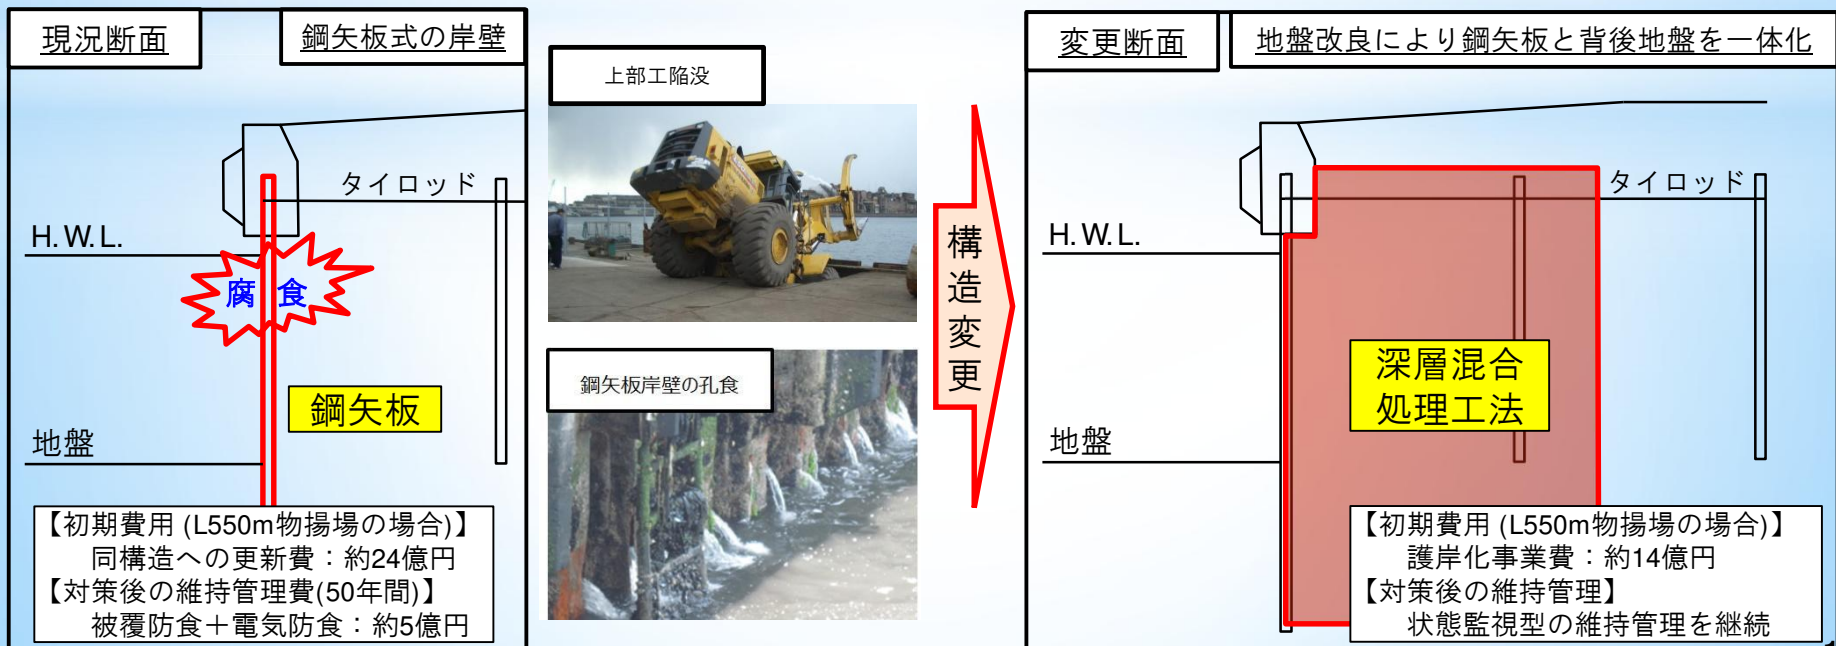 現況断面
鋼矢板式の岸壁
タイロッド
H.W.L.
腐食
鋼矢板
地盤
【初期費用 (L550m物揚場の場合)】
同構造への更新費：約24億円
【対策後の維持管理費(50年間)】
被覆防食＋電気防食：約5億円
上部工陥没
鋼矢板岸壁の孔食
構造変更
変更断面
地盤改良により鋼矢板と背後地盤を一体化
タイロッド
H.W.L.
深層混合
処理工法
地盤
【初期費用 (L550m物揚場の場合)】
護岸化事業費：約14億円
【対策後の維持管理】
状態監視型の維持管理を継続